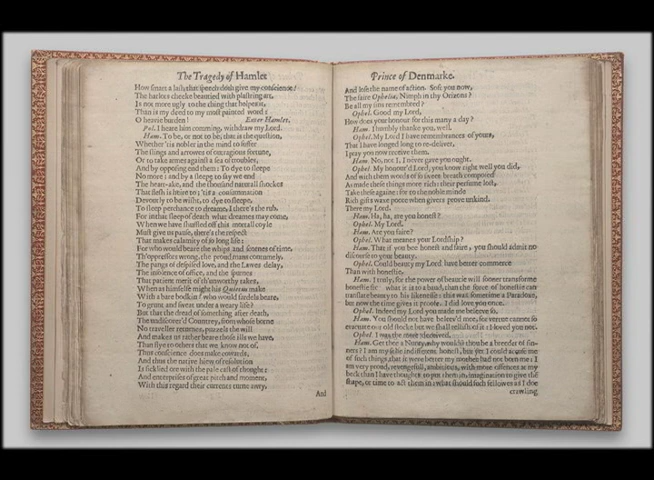 The Tragedy of Hamlet
How smart a lash that speech doth give my conscience?
The harlots cheeke beautied with plastring art,
Is not more ugly to the thing that helpes it,
Than is my deed to my most painted word:
O heavie burden! Enter Hamlet.
Pol. I heare him comming, withdraw my Lord.
Ham. To be, or not to be, that is the question,
Whether 'tis nobler in the mind to suffer
The slings and arrowes of outragious fortune,
Or to take armes against a sea of troubles,
And by opposing end them: To dye to sleepe
No more: and by a sleepe to say we end
The heart-ake, and the thousand naturall shockes
That flesh is heire to; 'tis a consummation
Devoutly to be wisht, to dye to sleepe,
To sleep perchance to dreame, I there's the rub,
For in that sleep of death what dreames may come,
When we have shuffled off this mortall coyle
Must give us pause, there's the respect
That makes calamity of so long life:
For who would beare the whips and scornes of time,
Th'oppressors wrong, the proud mans contumely,
The pangs of despised love, and the Lawes delay,
The insolence of office, and the spurnes
That patient merit of th'unworthy takes,
When as himselfe might his Quietus make
With a bare bodkin? who would fardels beare,
To grunt and sweat under a weary life?
But that the dread of something after death,
The undiscover'd Countrey, from whose borne
No traveller returnes, puzzels the will
And makes us rather beare those ills we have,
Than flye to others that we know not of,
Thus conscience does make cowards,
And thus the native hiew of resolution
Is sicklied ore with the pale cast of thought:
And enterprises of great pitch and moment,
With this regard their currents turne awry,
And
Prince of Denmarke.
And lose the name of action. Soft you now,
The faire Ophelia, Nimph in thy Orizons?
Be all my sins remembred?
Ophel. Good my Lord,
How does your honour for this many a day?
Ham. I humbly thanke you, well.
Ophel. My Lord I have remembrances of yours,
That I have longed long to re-deliver,
I pray you now receive them.
Ham. No, not I, I never gave you ought.
Ophel. My honor'd Lord, you know right well you did,
And with them words of so sweet breath composed
As made these things more rich: their perfume lost,
Take these againe: for to the noble minde
Rich gifts waxe poore when givers prove unkind.
There my Lord.
Ham. Ha, ha, are you honest?
Ophel. My Lord.
Ham. Are you faire?
Ophel. What meanes your Lordship?
Ham. That if you bee honest and faire, you should admit no
discourse to your beauty.
Ophel. Could beauty my Lord have better commerce
Than with honestie.
Ham. I truly, for the power of beautie will sooner transforme
honestie fro what it is to a baud, than the force of honestie can
translate beauty to his likenesse: this was sometime a Paradoxe,
but now the time gives it proofe. I did love you once.
Ophel. Indeed my Lord you made me beleeve so.
Ham. You should not have beleev'd mee, for vertue cannot so
evacuate our old stocke but we shall rellish of it: I loved you not.
Ophel. I was the more deceived.
Ham. Get thee a Nunry, why wouldst thou be a breeder of sin-
ners? I am my selfe indifferent honest, but yet I could accuse me
of such things that it were better my mother had not born me: I
am very proud, revengefull, ambitious, with more offences at my
beck than I have thoughts to put them in, imagination to give the
shape, or time to act them in: what should such fellowes as I doe
crawling